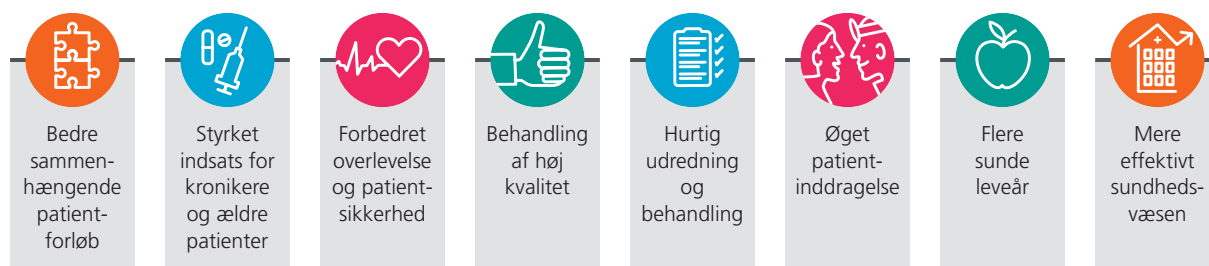 Bedre
sammen-
hængende
patient-
forløb
Styrket
indsats for
kronikere
og ældre
patienter
Forbedret
overlevelse
og patient-
sikkerhed
Behandling
af høj
kvalitet
Hurtig
udredning
og
behandling
Øget
patient-
inddragelse
Flere
sunde
leveår
Mere
effektivt
sundheds-
væsen